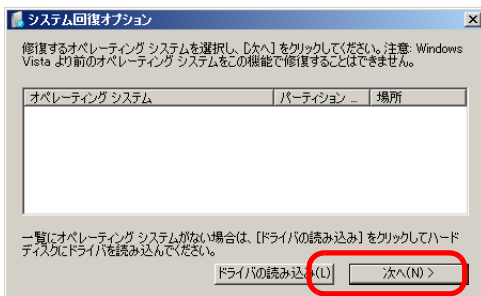 システム回復オプション
修復するオペレーティング システムを選択し、[次へ] をクリックしてください。注意: Windows
Vista より前のオペレーティング システムをこの機能で修復することはできません。
オペレーティング システム パーティション ... 場所
一覧にオペレーティング システムがない場合は、[ドライバの読み込み] をクリックしてハード
ディスクにドライバを読み込んでください。
ドライバの読み込み(L) 次へ(N) >